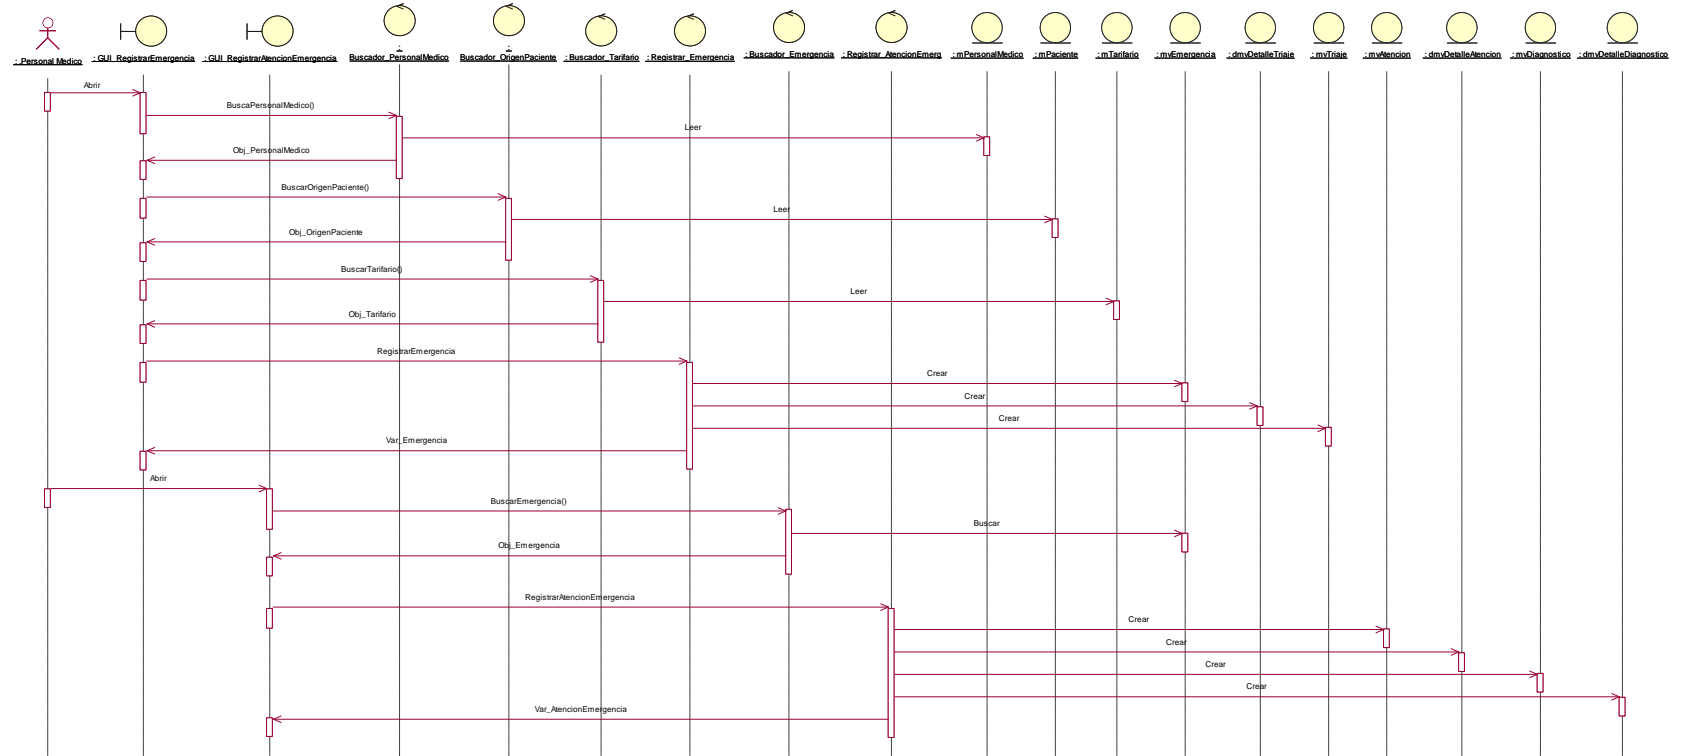 : Personal Medico
: GUI_RegistrarEmergencia
: GUI_RegistrarAtencionEmergencia
:
Buscador_PersonalMedico
:
Buscador_OrigenPaciente
: Buscador_Tarifario
: Registrar_Emergencia
: Buscador_Emergencia
: Registrar_AtencionEmerg
: mPersonalMedico
: mPaciente
: mTarifario
: mvEmergencia
: dmvDetalleTriaje
: mvTriaje
: mvAtencion
: dmvDetalleAtencion
: mvDiagnostico
: dmvDetalleDiagnostico
Abrir
BuscaPersonalMedico()
Leer
Obj_PersonalMedico
BuscarOrigenPaciente()
Leer
Obj_OrigenPaciente
BuscarTarifario()
Leer
Obj_Tarifario
RegistrarEmergencia
Crear
Crear
Crear
Var_Emergencia
Abrir
BuscarEmergencia()
Buscar
Obj_Emergencia
RegistrarAtencionEmergencia
Crear
Crear
Crear
Crear
Var_AtencionEmergencia